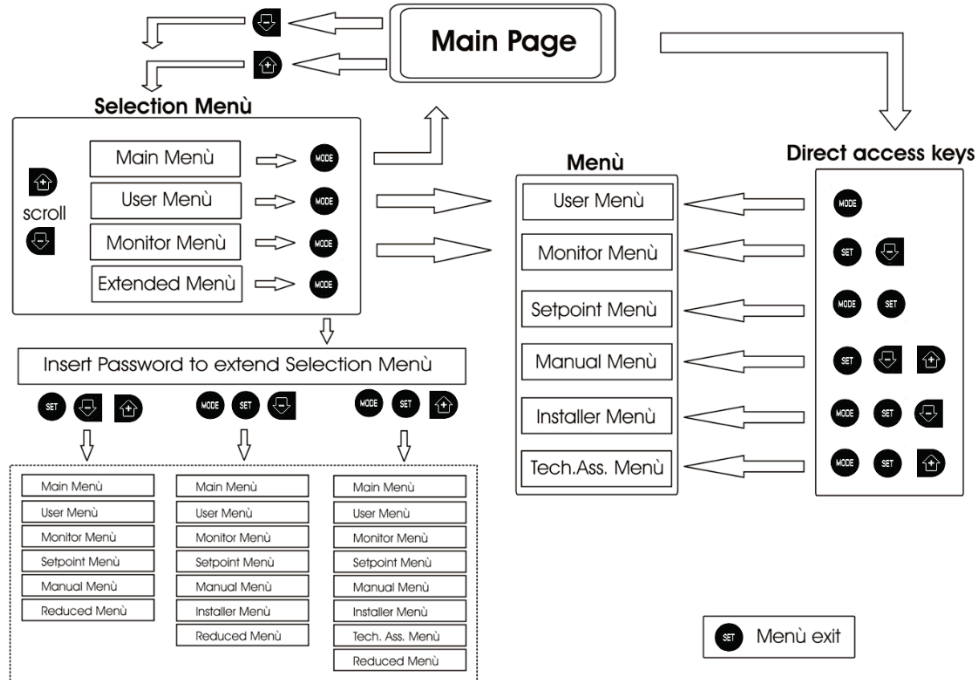 Main Page
Selection Menù
Main Menù
MODE
User Menù
MODE
scroll
Monitor Menù
MODE
Extended Menù
MODE
Insert Password to extend Selection Menù
SET
MODE SET
MODE SET
Main Menù
User Menù
Monitor Menù
Setpoint Menù
Manual Menù
Reduced Menù
Main Menù
User Menù
Monitor Menù
Setpoint Menù
Manual Menù
Installer Menù
Reduced Menù
Main Menù
User Menù
Monitor Menù
Setpoint Menù
Manual Menù
Installer Menù
Tech. Ass. Menù
Reduced Menù
Menù
User Menù
Monitor Menù
Setpoint Menù
Manual Menù
Installer Menù
Tech.Ass. Menù
Direct access keys
MODE
SET
MODE SET
SET
MODE SET
MODE SET
SET Menù exit